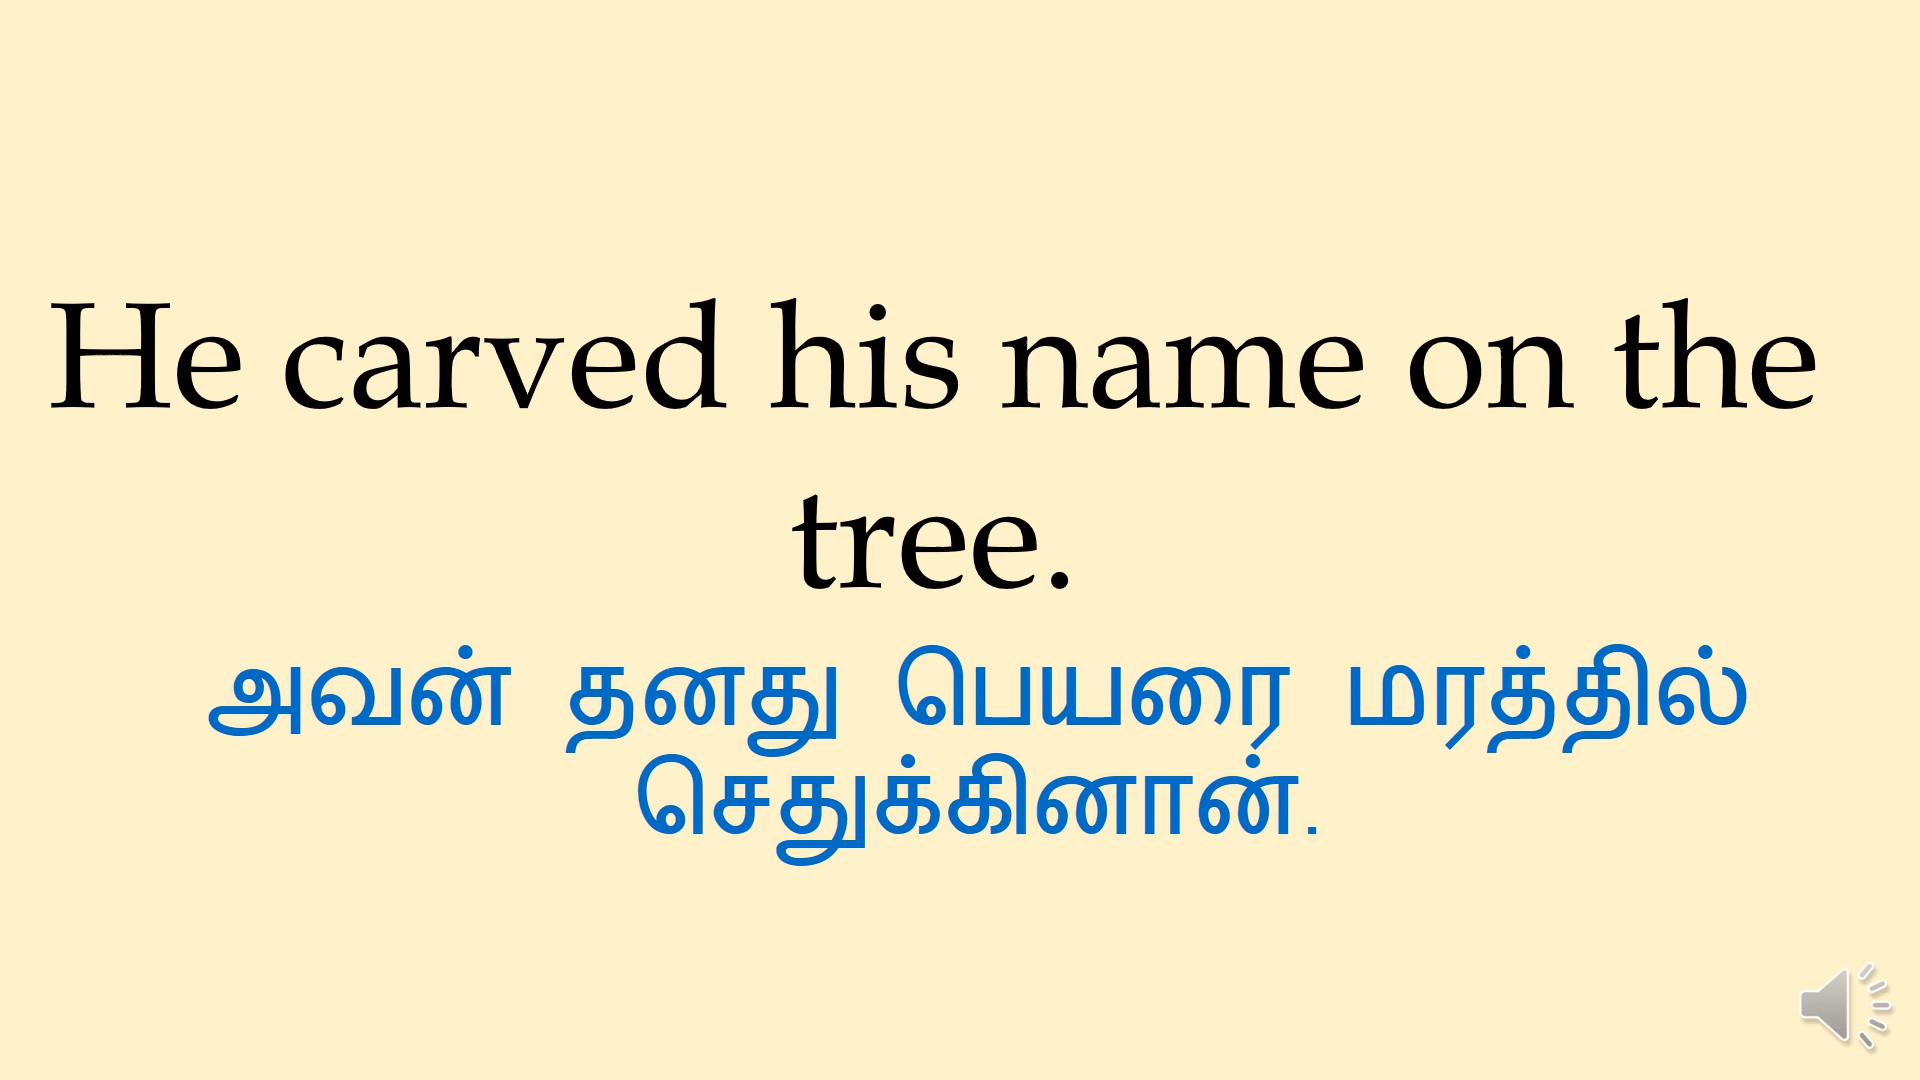 He carved his name on the
tree.
அவன் தனது பெயரை மரத்தில்
செதுக்கினான்.